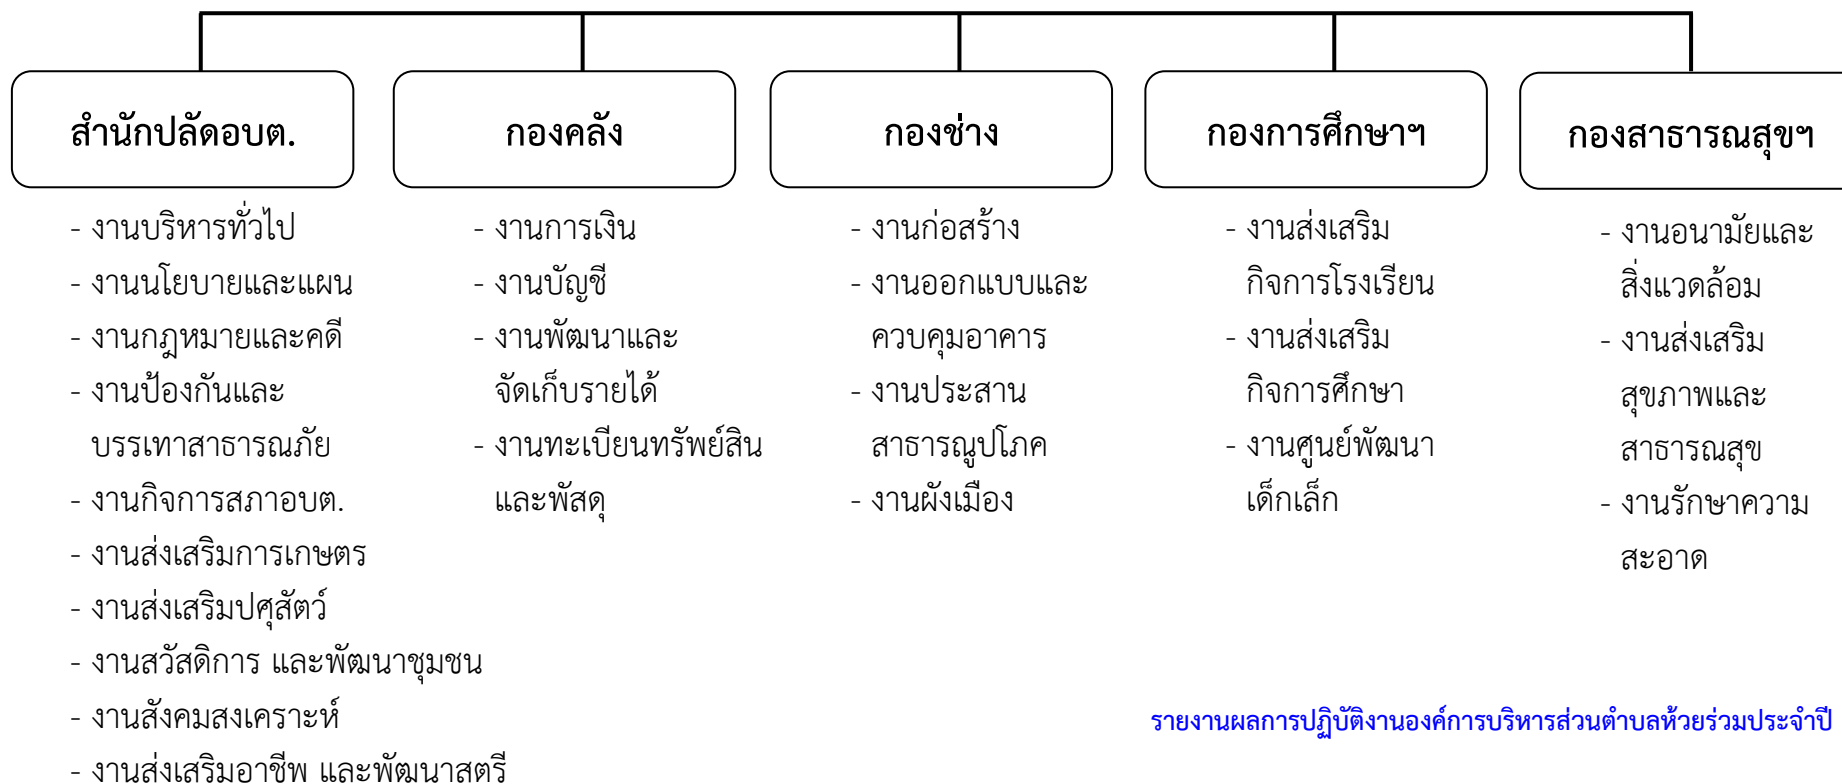 สำนักปลัดอบต.
- งานบริหารทั่วไป
- งานนโยบายและแผน
- งานกฎหมายและคดี
- งานป้องกันและ
บรรเทาสาธารณภัย
- งานกิจการสภาอบต.
- งานส่งเสริมการเกษตร
- งานส่งเสริมปศุสัตว์
- งานสวัสดิการ และพัฒนาชุมชน
- งานสังคมสงเคราะห์
- งานส่งเสริมอาชีพ และพัฒนาสตรี
กองคลัง
- งานการเงิน
- งานบัญชี
- งานพัฒนาและ
จัดเก็บรายได้
- งานทะเบียนทรัพย์สิน
และพัสดุ
กองช่าง
- งานก่อสร้าง
- งานออกแบบและ
ควบคุมอาคาร
- งานประสาน
สาธารณูปโภค
- งานผังเมือง
กองการศึกษาฯ
- งานส่งเสริม
กิจการโรงเรียน
- งานส่งเสริม
กิจการศึกษา
- งานศูนย์พัฒนา
เด็กเล็ก
กองสาธารณสุขฯ
- งานอนามัยและ
สิ่งแวดล้อม
- งานส่งเสริม
สุขภาพและ
สาธารณสุข
- งานรักษาความ
สะอาด
รายงานผลการปฏิบัติงานองค์การบริหารส่วนตำบลห้วยร่วมประจำปี